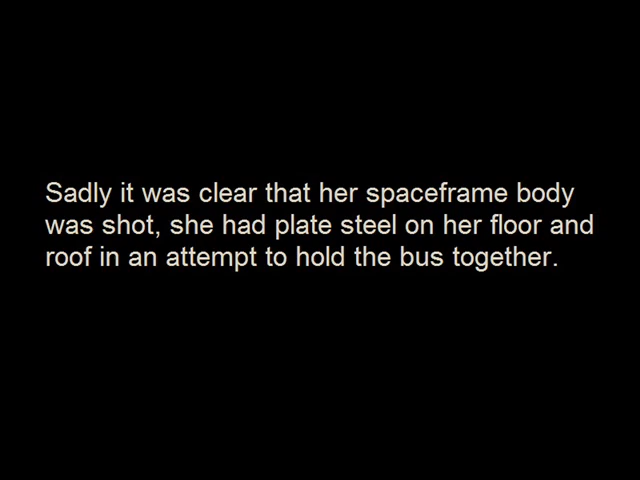 Sadly it was clear that her spaceframe body
was shot, she had plate steel on her floor and
roof in an attempt to hold the bus together.